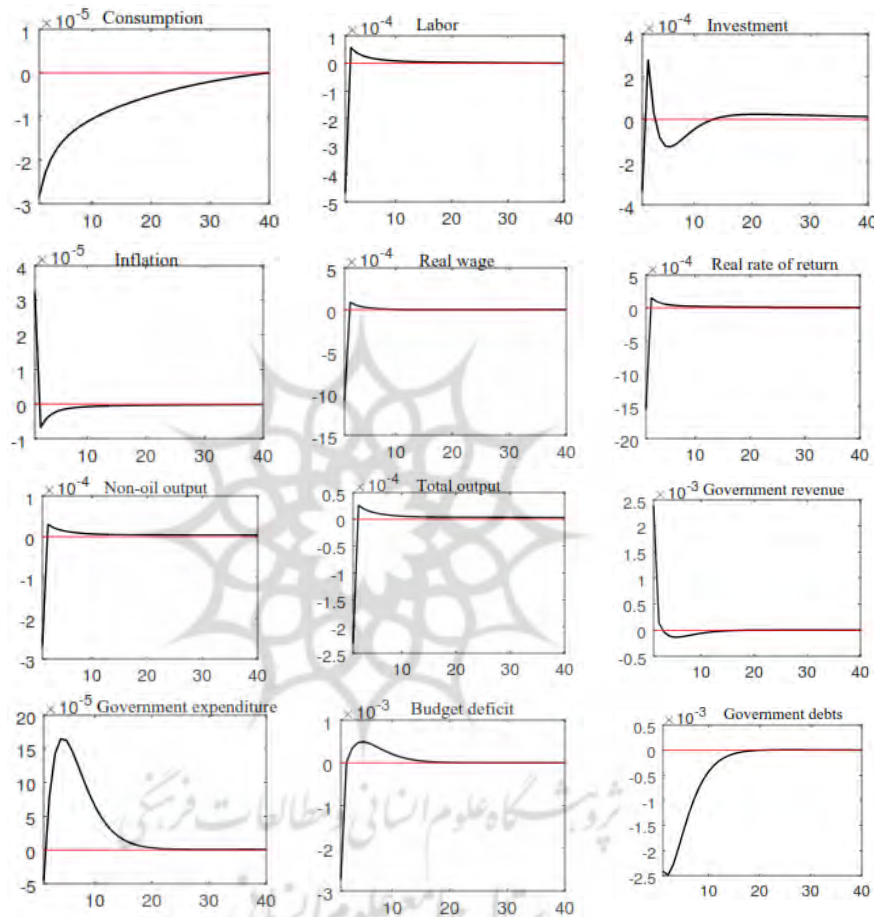 ×10⁻⁵ Consumption
1
0
-1
-2
-3
10 20 30 40
×10⁻⁴ Labor
1
0
-1
-2
-3
-4
-5
10 20 30 40
×10⁻⁴ Investment
4
2
0
-2
-4
10 20 30 40
×10⁻⁵ Inflation
4
3
2
1
0
-1
10 20 30 40
×10⁻⁴ Real wage
5
0
-5
-10
-15
10 20 30 40
×10⁻⁴ Real rate of return
5
0
-5
-10
-15
-20
10 20 30 40
×10⁻⁴ Non-oil output
1
0
-1
-2
-3
10 20 30 40
×10⁻⁴ Total output
0.5
0
-0.5
-1
-1.5
-2
-2.5
10 20 30 40
×10⁻³ Government revenue
2.5
2
1.5
1
0.5
0
-0.5
10 20 30 40
×10⁻⁵ Government expenditure
20
15
10
5
0
-5
10 20 30 40
×10⁻³ Budget deficit
1
0
-1
-2
-3
10 20 30 40
×10⁻³ Government debts
0.5
0
-0.5
-1
-1.5
-2
-2.5
10 20 30 40
پژوهشگاه علوم انسانی و مطالعات فرهنگی